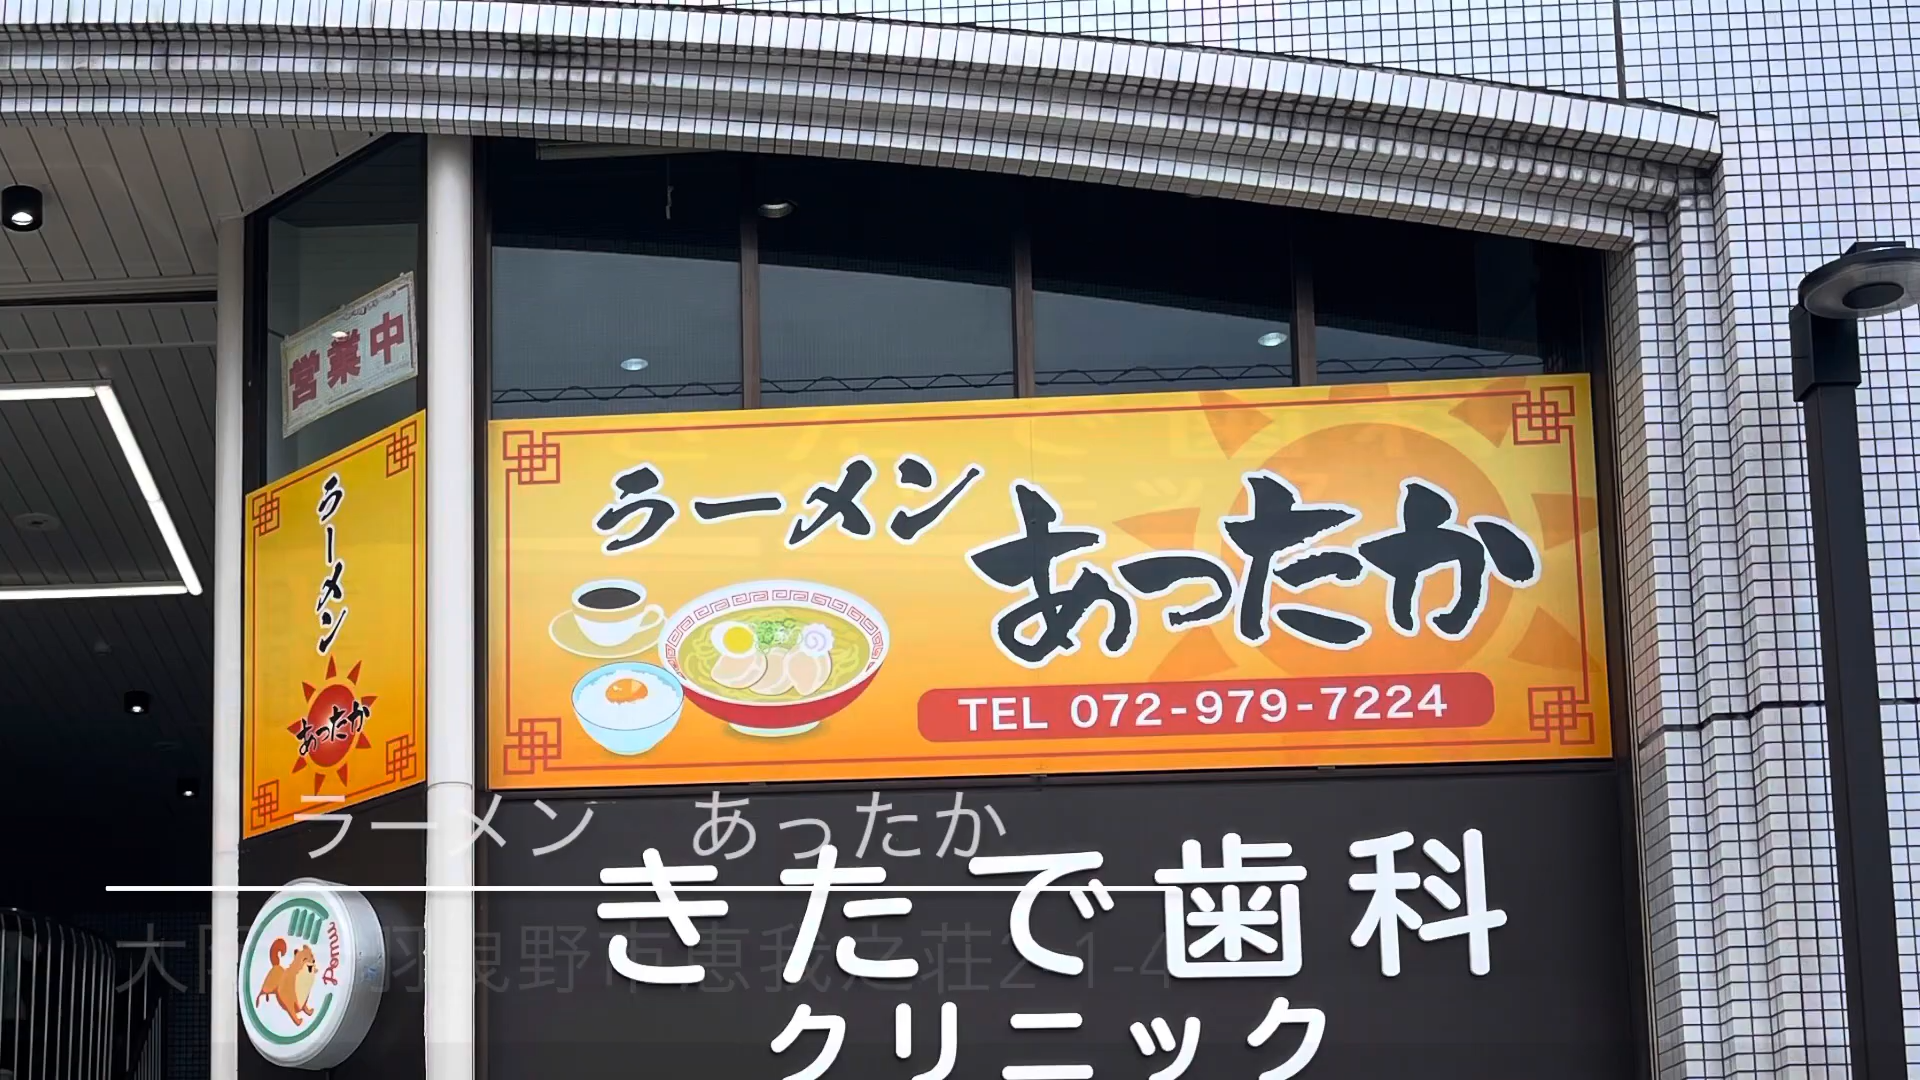 営業中
ラーメン
あったか
ラーメン
あったか
TEL 072-979-7224
ラーメン　あったか
きたで歯科
クリニック